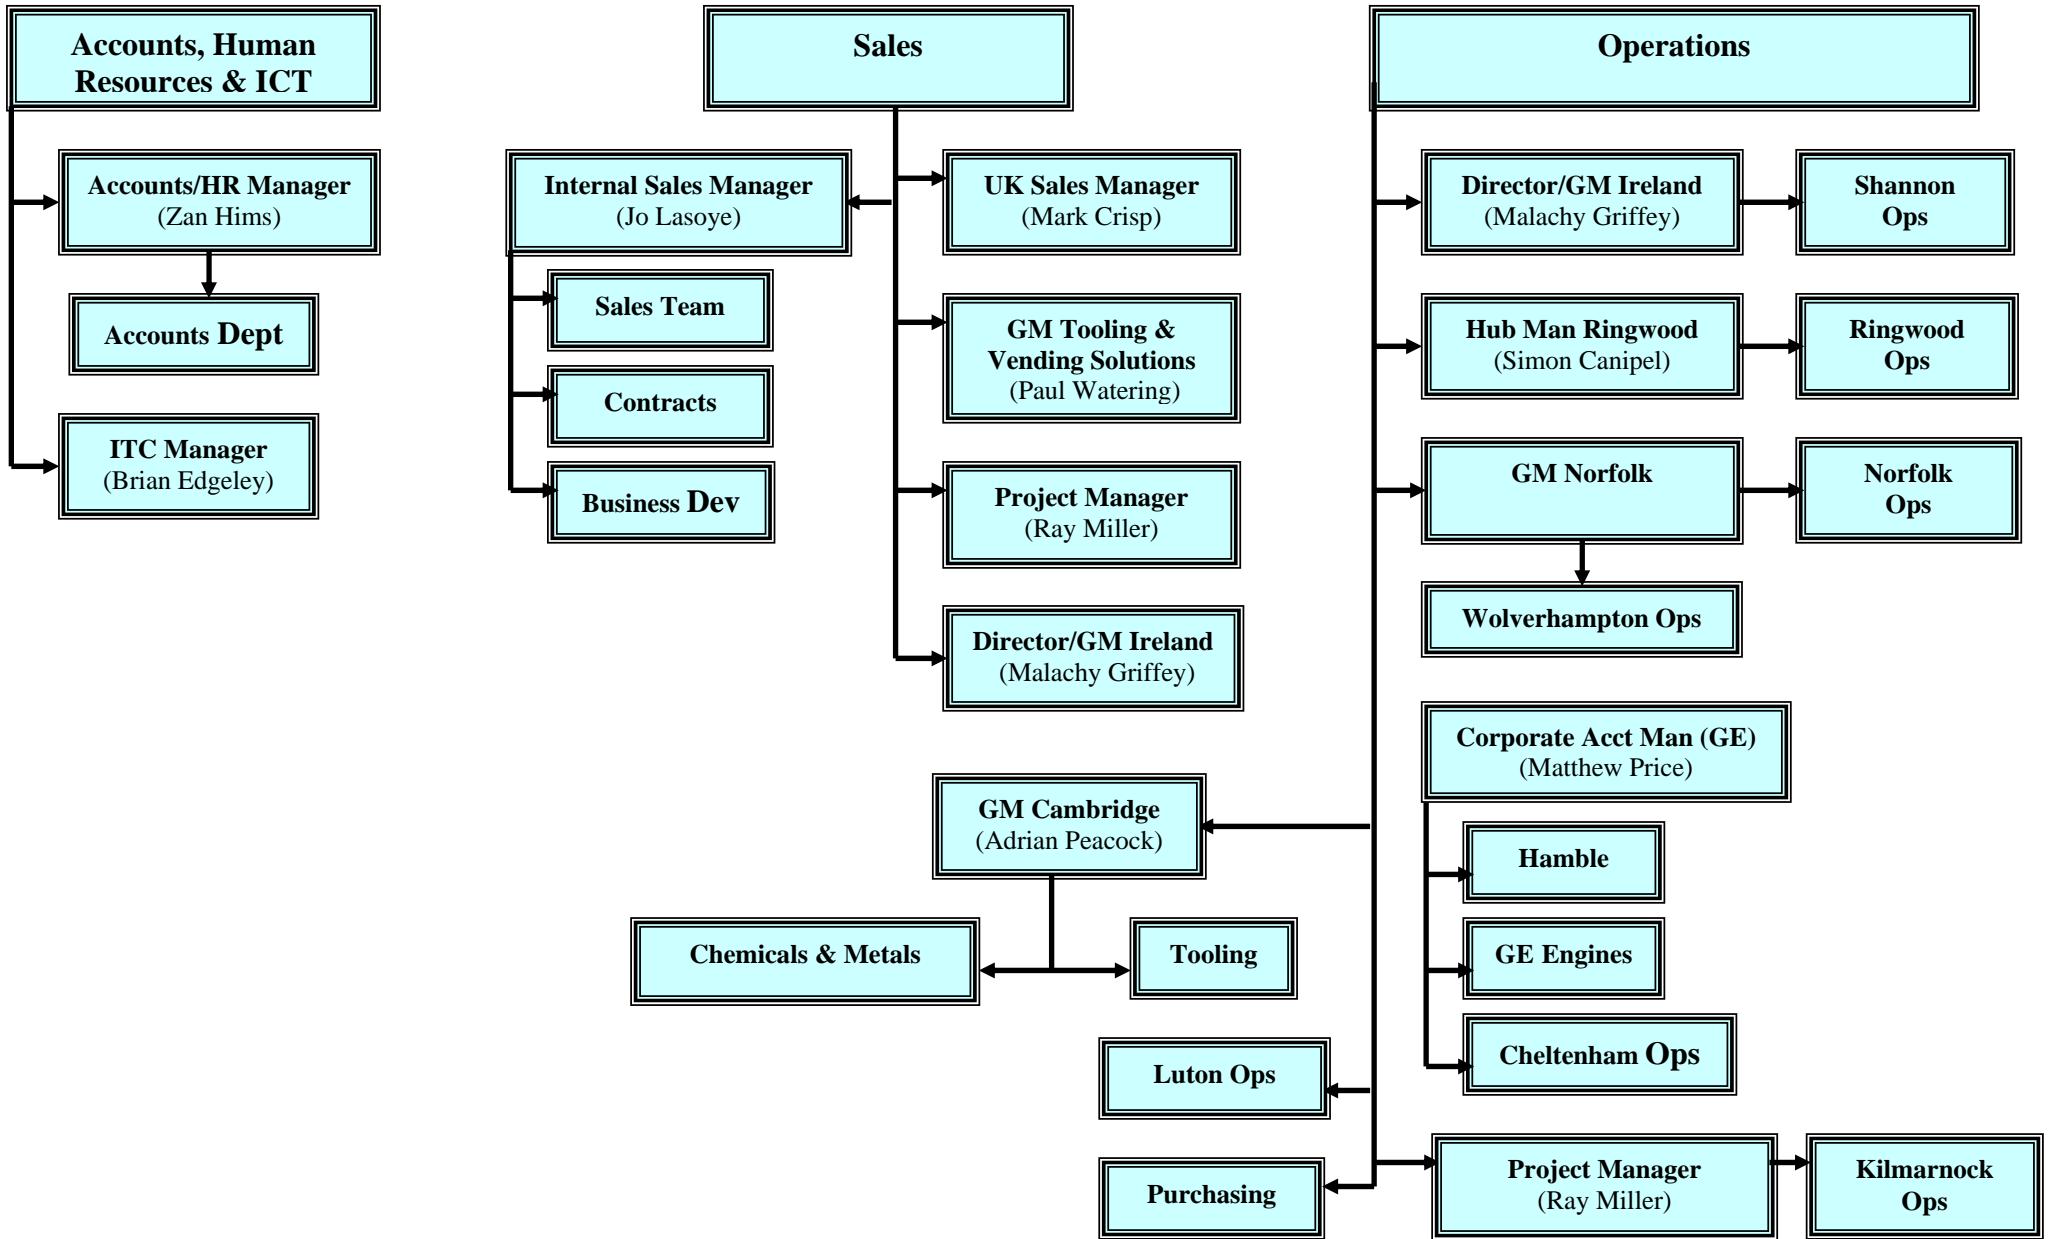 Accounts, Human
Resources & ICT
Accounts/HR Manager
(Zan Hims)
Accounts Dept
ITC Manager
(Brian Edgeley)
Sales
Internal Sales Manager
(Jo Lasoye)
Sales Team
Contracts
Business Dev
UK Sales Manager
(Mark Crisp)
GM Tooling &
Vending Solutions
(Paul Watering)
Project Manager
(Ray Miller)
Director/GM Ireland
(Malachy Griffey)
Operations
Director/GM Ireland
(Malachy Griffey)
Shannon
Ops
Hub Man Ringwood
(Simon Canipel)
Ringwood
Ops
GM Norfolk
Norfolk
Ops
Wolverhampton Ops
Corporate Acct Man (GE)
(Matthew Price)
Hamble
GE Engines
Cheltenham Ops
GM Cambridge
(Adrian Peacock)
Chemicals & Metals
Tooling
Luton Ops
Purchasing
Project Manager
(Ray Miller)
Kilmarnock
Ops